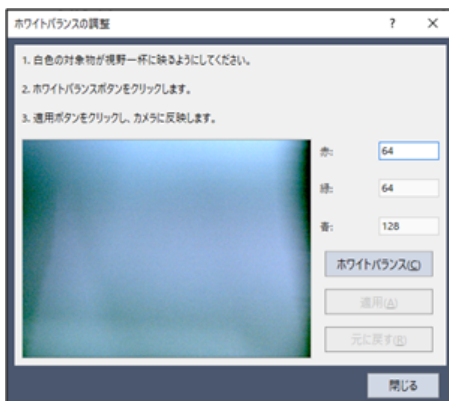 ホワイトバランスの調整
1. 白色の対象物が視野一杯に映るようにしてください。
2. ホワイトバランスボタンをクリックします。
3. 適用ボタンをクリックし、カメラに反映します。
赤: 64
緑: 64
青: 128
ホワイトバランス(C)
適用(A)
元に戻す(R)
閉じる